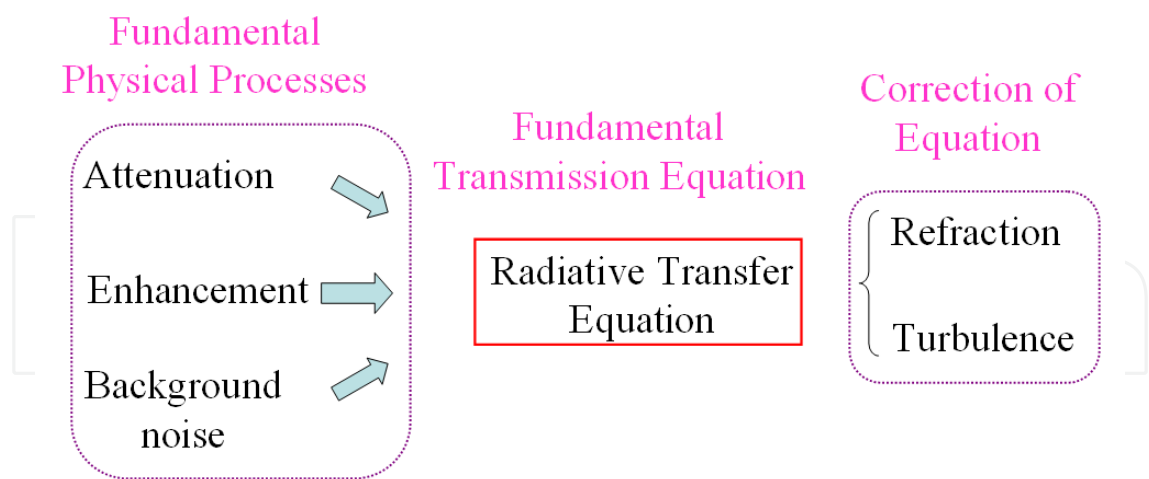 Fundamental
Physical Processes
Attenuation
Enhancement
Background
noise
Fundamental
Transmission Equation
Radiative Transfer
Equation
Correction of
Equation
Refraction
Turbulence